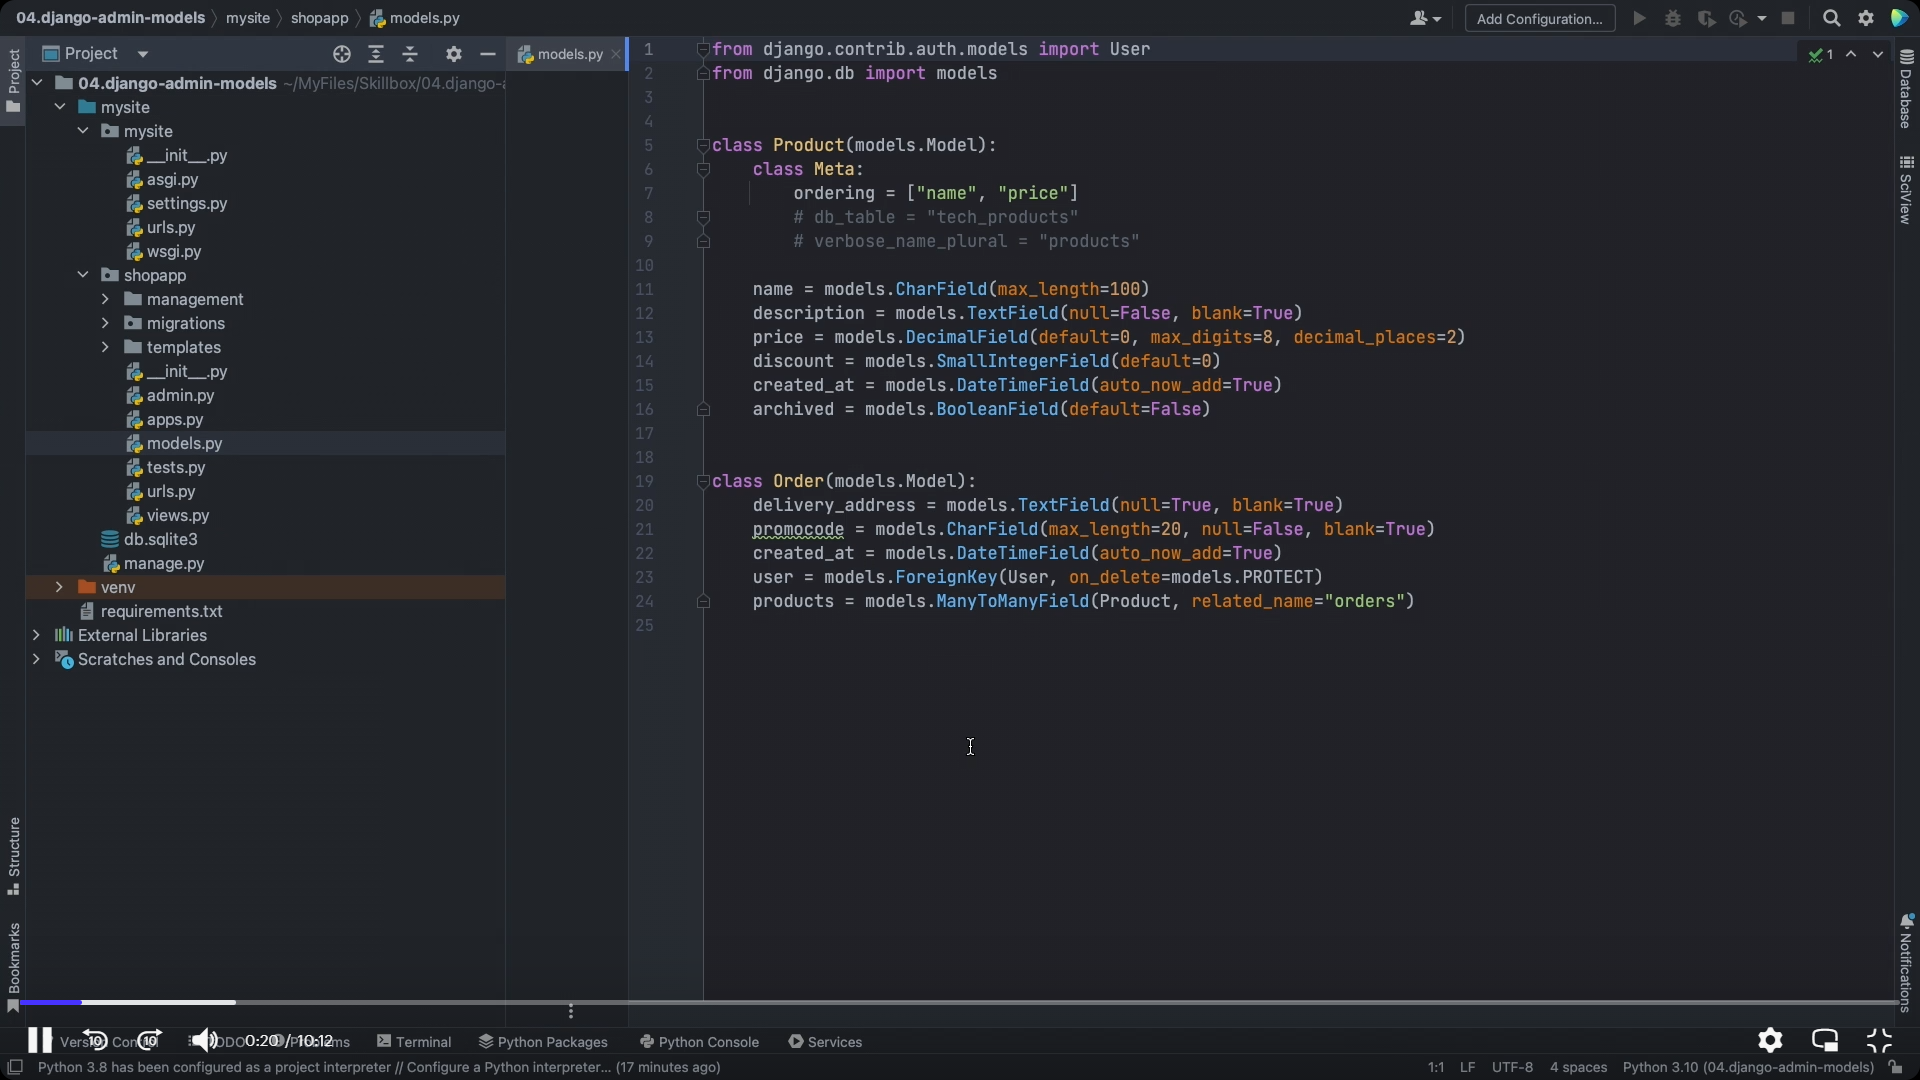 04.django-admin-models mysite shopapp models.py
Add Configuration...
Project
models.py
1
Project
Structure
Bookmarks
Database
SciView
Notifications
04.django-admin-models ~/MyFiles/Skillbox/04.django-
mysite
mysite
__init__.py
asgi.py
settings.py
urls.py
wsgi.py
shopapp
management
migrations
templates
__init__.py
admin.py
apps.py
models.py
tests.py
urls.py
views.py
db.sqlite3
manage.py
venv
requirements.txt
External Libraries
Scratches and Consoles
1 from django.contrib.auth.models import User
2 from django.db import models
3
4
5 class Product(models.Model):
6 class Meta:
7 ordering = ["name", "price"]
8 # db_table = "tech_products"
9 # verbose_name_plural = "products"
10
11 name = models.CharField(max_length=100)
12 description = models.TextField(null=False, blank=True)
13 price = models.DecimalField(default=0, max_digits=8, decimal_places=2)
14 discount = models.SmallIntegerField(default=0)
15 created_at = models.DateTimeField(auto_now_add=True)
16 archived = models.BooleanField(default=False)
17
18
19 class Order(models.Model):
20 delivery_address = models.TextField(null=True, blank=True)
21 promocode = models.CharField(max_length=20, null=False, blank=True)
22 created_at = models.DateTimeField(auto_now_add=True)
23 user = models.ForeignKey(User, on_delete=models.PROTECT)
24 products = models.ManyToManyField(Product, related_name="orders")
25
10 10 0:20 / 10:12 Terminal Python Packages Python Console Services
Python 3.8 has been configured as a project interpreter // Configure a Python interpreter... (17 minutes ago)
1:1 LF UTF-8 4 spaces Python 3.10 (04.django-admin-models)